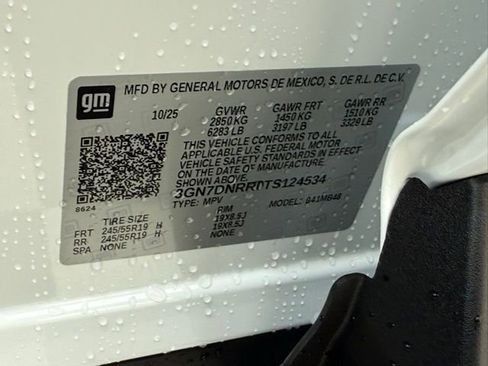 gm
MFD BY GENERAL MOTORS DE MEXICO, S. DE R.L. DE C.V.
10/25 GVWR GAWR FRT GAWR RR
2850 KG 1450 KG 1510 KG
6283 LB 3197 LB 3329 LB
THIS VEHICLE CONFORMS TO ALL
APPLICABLE U.S. FEDERAL MOTOR
VEHICLE SAFETY STANDARDS IN EFFECT
ON THE DATE OF MANUFACTURE
SHOWN ABOVE.
TYPE: MPV MODEL:
8624
TIRE SIZE RIM
FRT 245/55R19 H 19X8.5J
RR 245/55R19 H 19X8.5J
SPA NONE NONE